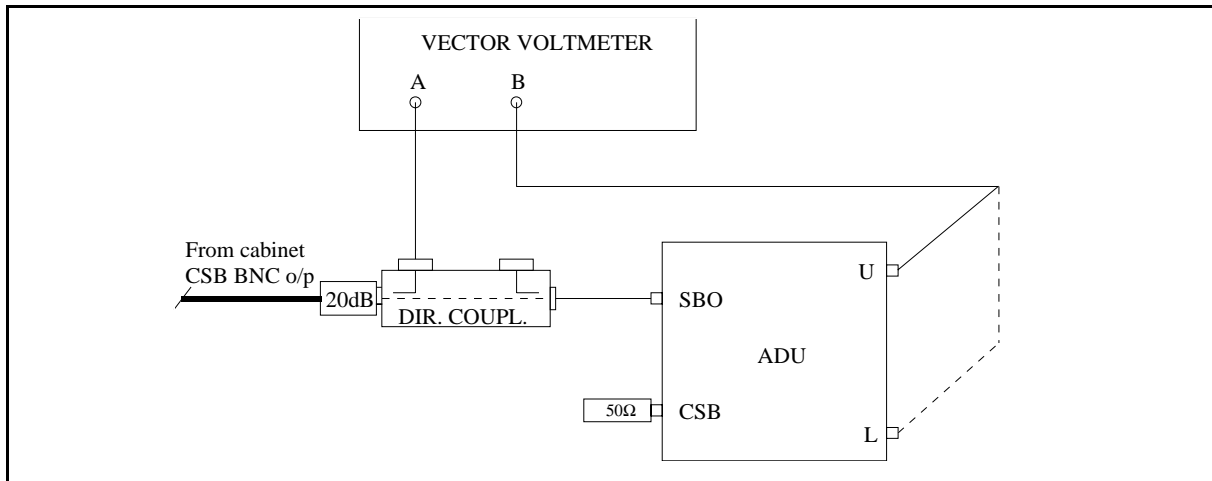 VECTOR VOLTMETER
A
B
From cabinet
CSB BNC o/p
20dB
DIR. COUPL.
SBO
U
ADU
50Ω
CSB
L